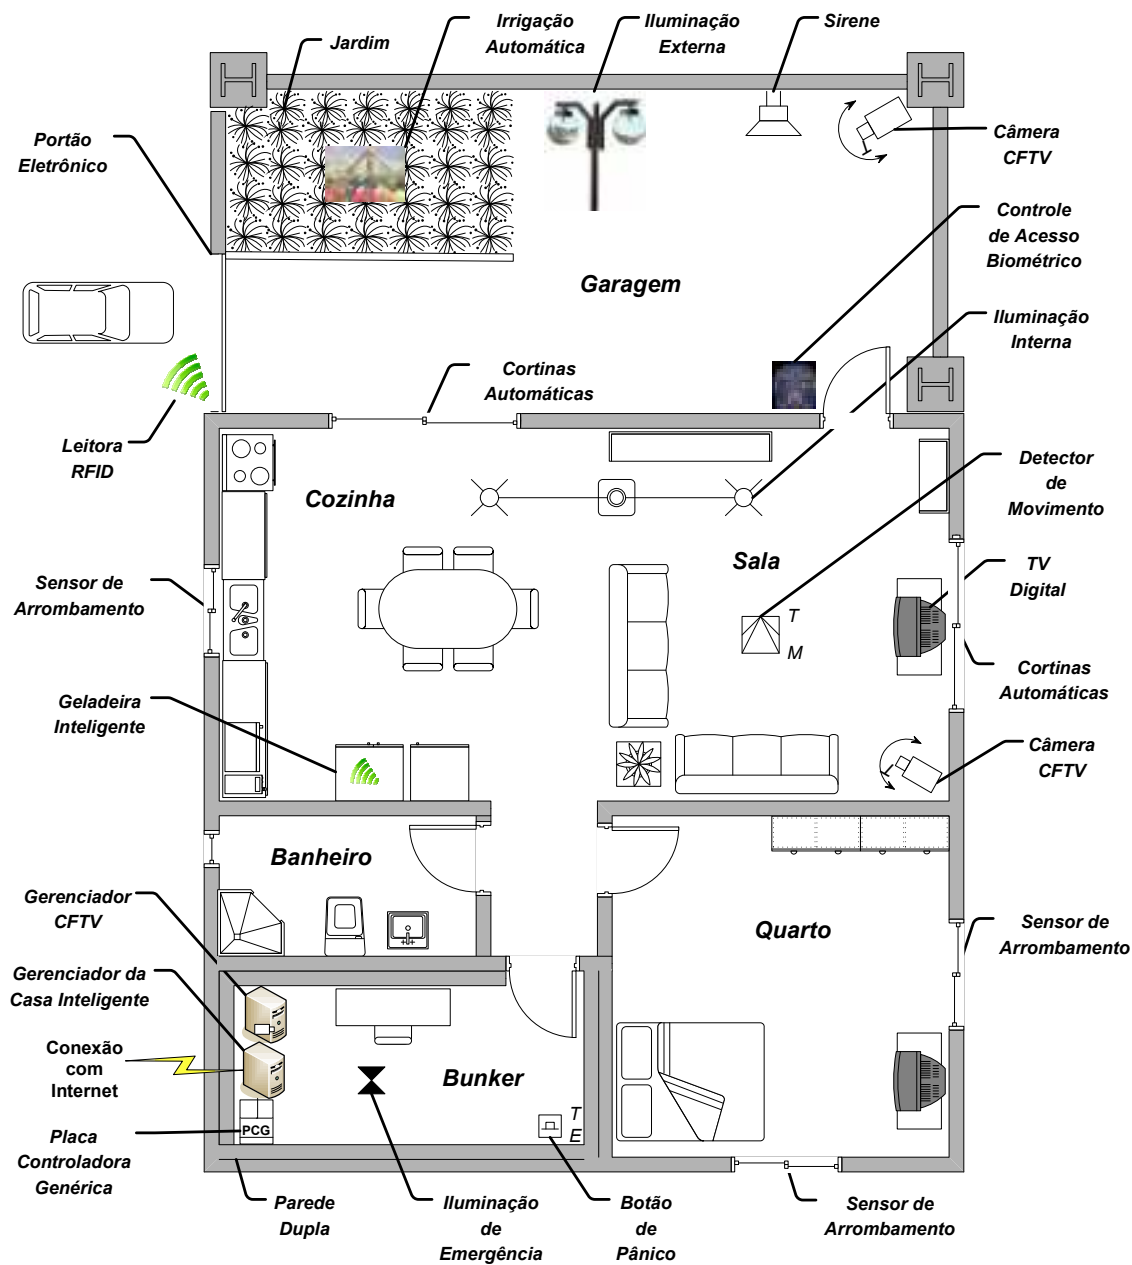 Jardim
Irrigação
Automática
Iluminação
Externa
Sirene
Câmera
CFTV
Portão
Eletrônico
Controle
de Acesso
Biométrico
Garagem
Iluminação
Interna
Cortinas
Automáticas
Leitora
RFID
Detector
de
Movimento
Cozinha
Sala
TV
Digital
Sensor de
Arrombamento
T
M
Cortinas
Automáticas
Geladeira
Inteligente
Câmera
CFTV
Banheiro
Gerenciador
CFTV
Quarto
Sensor de
Arrombamento
Gerenciador da
Casa Inteligente
Conexão
com
Internet
Bunker
T
E
PCG
Placa
Controladora
Genérica
Parede
Dupla
Iluminação
de
Emergência
Botão
de
Pânico
Sensor de
Arrombamento